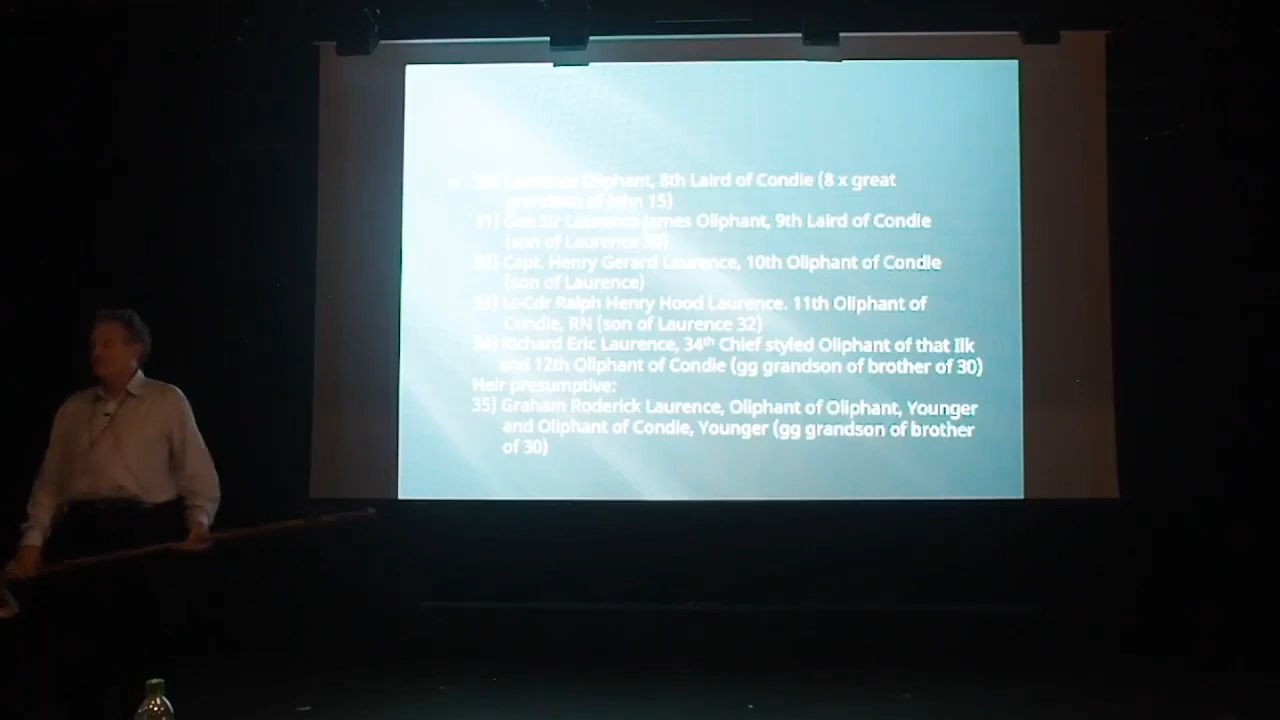 30) Laurence Oliphant, 8th Laird of Condie (8 x great
grandson of John 15)
31) Gen Sir Laurence James Oliphant, 9th Laird of Condie
(son of Laurence 30)
32) Capt. Henry Gerard Laurence, 10th Oliphant of Condie
(son of Laurence)
33) Lt-Cdr Ralph Henry Hood Laurence. 11th Oliphant of
Condie, RN (son of Laurence 32)
34) Richard Eric Laurence, 34th Chief styled Oliphant of that Ilk
and 12th Oliphant of Condie (gg grandson of brother of 30)
Heir presumptive:
35) Graham Roderick Laurence, Oliphant of Oliphant, Younger
and Oliphant of Condie, Younger (gg grandson of brother
of 30)